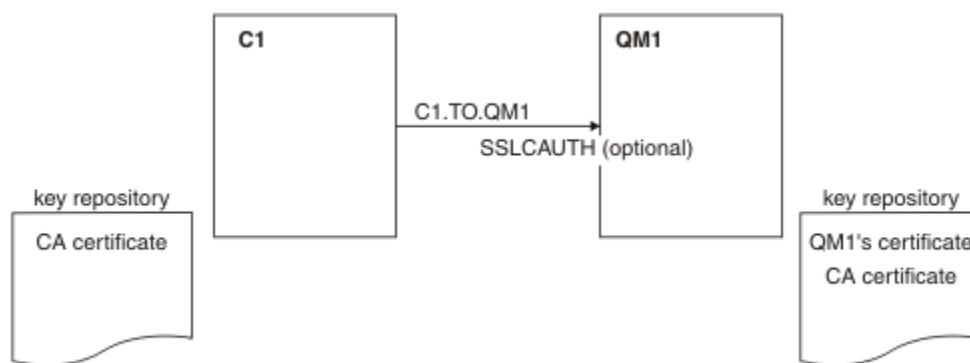 C1
QM1
C1.TO.QM1
SSLCAUTH (optional)
key repository
CA certificate
key repository
QM1's certificate
CA certificate